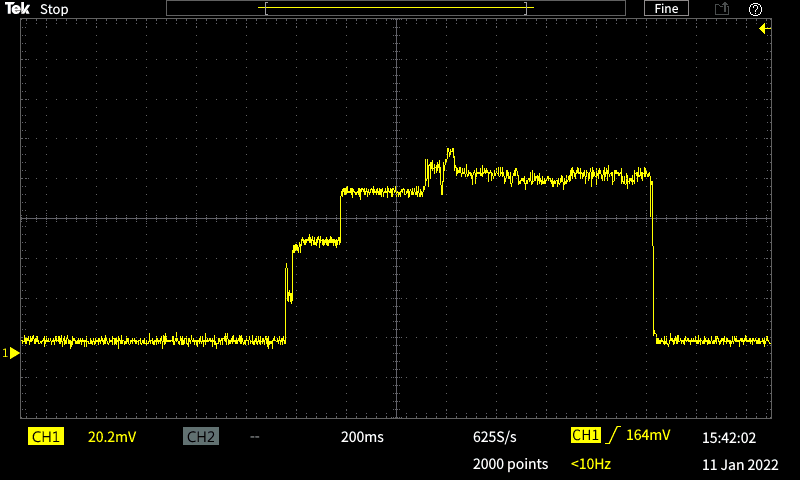 Tek Stop Fine
1
CH1 20.2mV CH2 -- 200ms 625S/s CH1 164mV 15:42:02
2000 points <10Hz 11 Jan 2022